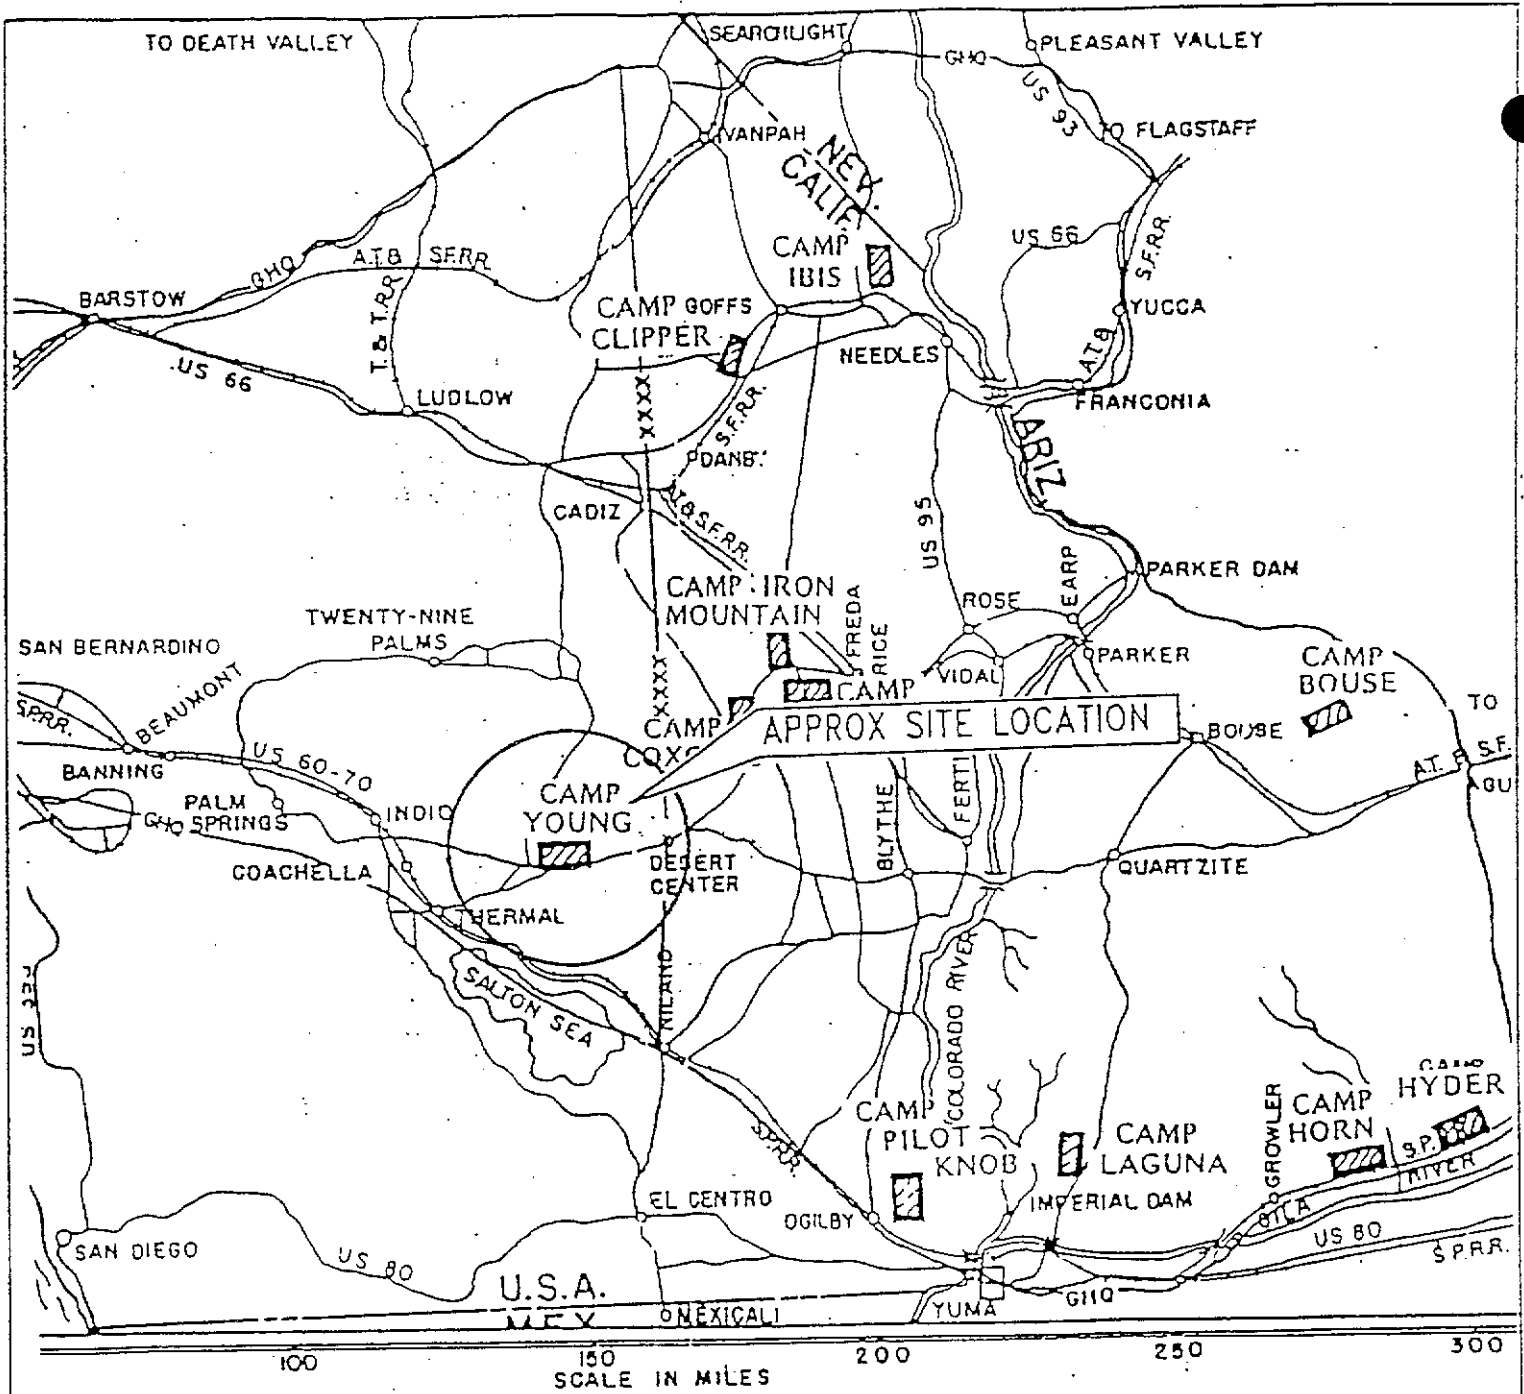 TO DEATH VALLEY
SEARCHLIGHT
PLEASANT VALLEY
GHQ
US 93
TO FLAGSTAFF
IVANPAH
NEV.
CALIF.
CAMP
IBIS
US 66
S.F.R.R.
GHQ
A.T.&
S.F.R.R.
BARSTOW
CAMP
CLIPPER
GOFFS
YUCCA
T. & T.R.R.
US 66
NEEDLES
A.T.&
LUDLOW
XXXX
S.F.R.R.
FRANCONIA
ARIZ
CADIZ
A.T.&S.F.R.R.
US 95
EARP
PARKER DAM
CAMP IRON
MOUNTAIN
FREDA
RICE
ROSE
TWENTY-NINE
PALMS
SAN BERNARDINO
XXXX
VIDAL
PARKER
CAMP
BOUSE
S.P.R.R.
BEAUMONT
CAMP
CAMP
APPROX SITE LOCATION
BOUSE
TO
BANNING
US 60-70
A.T.
S.F.
PALM
SPRINGS
GHQ
INDIO
CAMP
YOUNG
BLYTHE
FERTI
COACHELLA
DESERT
CENTER
QUARTZITE
THERMAL
SALTON SEA
NILAND
COLORADO RIVER
CAMP
PILOT
KNOB
CAMP
LAGUNA
GROWLER
CAMP
HORN
CAMP
HYDER
S.P.
RIVER
S.P.R.R.
EL CENTRO
OGILBY
IMPERIAL DAM
GILA
SAN DIEGO
US 80
US 80
S.P.R.R.
U.S.A.
MEX
MEXICALI
YUMA
GHQ
100 150 200 250 300
SCALE IN MILES